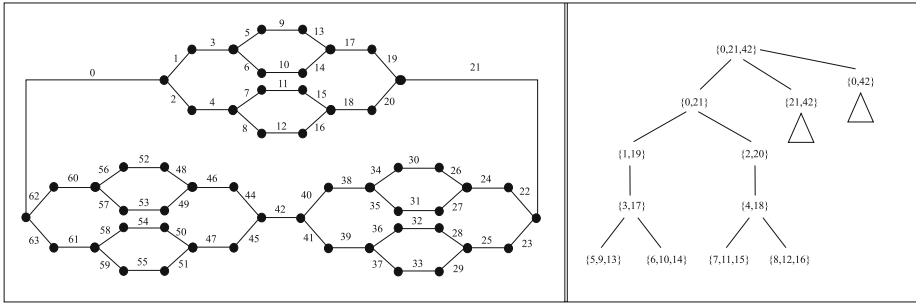 9
5 13
1 3 17 19
6 10 14
0 21
7 11 15
2 4 18 20
8 12 16
52 30
56 48 34 26
60 46 38 24
62 57 53 49 44 40 35 31 27 22
42
63 58 54 50 45 41 36 32 28 23
61 47 39 25
59 55 51 37 33 29
{0,21,42}
{0,42}
{0,21} {21,42}
{1,19} {2,20}
{3,17} {4,18}
{5,9,13} {6,10,14} {7,11,15} {8,12,16}